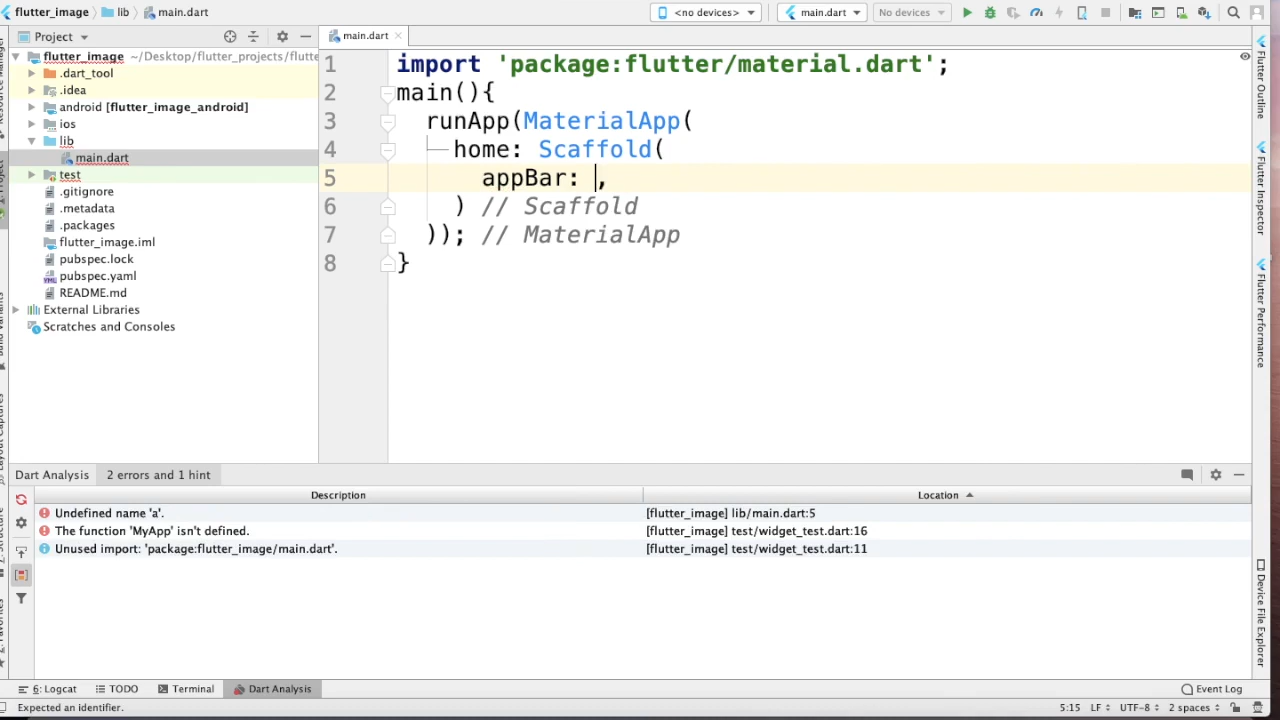 flutter_image
lib
main.dart
<no devices>
main.dart
No devices
Project
main.dart
flutter_image ~/Desktop/flutter_projects/flutte
.dart_tool
.idea
android [flutter_image_android]
ios
lib
main.dart
test
.gitignore
.metadata
.packages
flutter_image.iml
pubspec.lock
pubspec.yaml
README.md
External Libraries
Scratches and Consoles
1 import 'package:flutter/material.dart';
2 main(){
3 runApp(MaterialApp(
4 home: Scaffold(
5 appBar: ,
6 ) // Scaffold
7 )); // MaterialApp
8 }
Flutter Outline
Flutter Inspector
Flutter Performance
Device File Explorer
Dart Analysis 2 errors and 1 hint
Description Location
Undefined name 'a'. [flutter_image] lib/main.dart:5
The function 'MyApp' isn't defined. [flutter_image] test/widget_test.dart:16
Unused import: 'package:flutter_image/main.dart'. [flutter_image] test/widget_test.dart:11
6: Logcat TODO Terminal Dart Analysis Event Log
Expected an identifier. 5:15 LF UTF-8 2 spaces